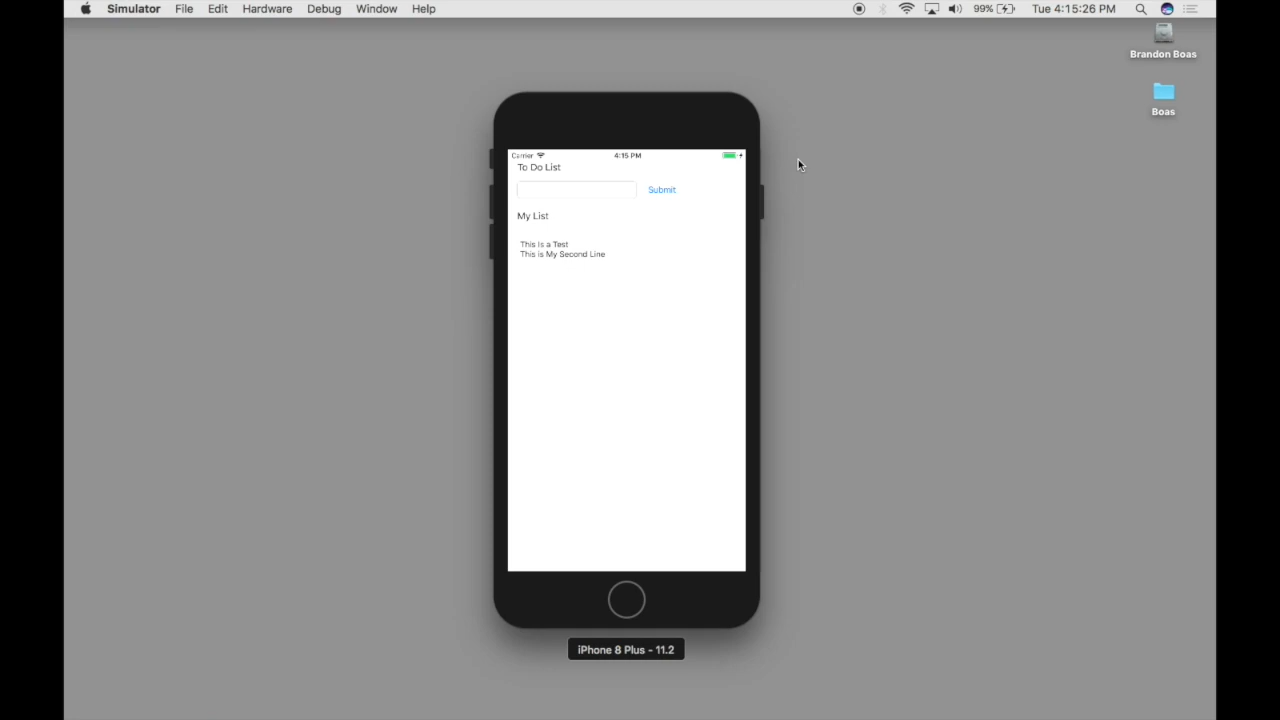 Simulator File Edit Hardware Debug Window Help 99% Tue 4:15:26 PM
Brandon Boas
Boas
Carrier 4:15 PM
To Do List
Submit
My List
This Is a Test
This is My Second Line
iPhone 8 Plus - 11.2